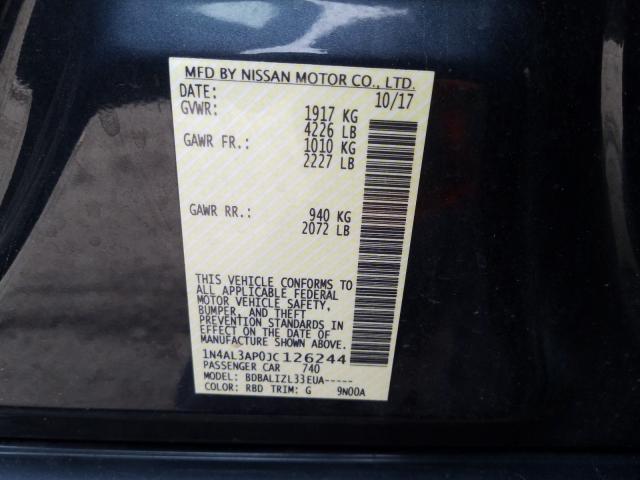 MFD BY NISSAN MOTOR CO., LTD.
DATE: 10/17
GVWR: 1917 KG
4226 LB
GAWR FR.: 1010 KG
2227 LB
GAWR RR.: 940 KG
2072 LB
THIS VEHICLE CONFORMS TO
ALL APPLICABLE FEDERAL
MOTOR VEHICLE SAFETY,
BUMPER, AND THEFT
PREVENTION STANDARDS IN
EFFECT ON THE DATE OF
MANUFACTURE SHOWN ABOVE.
1N4AL3AP0JC126244
PASSENGER CAR 740
MODEL: BDBALIZL33EUA-----
COLOR: RBD TRIM: G 9N00A